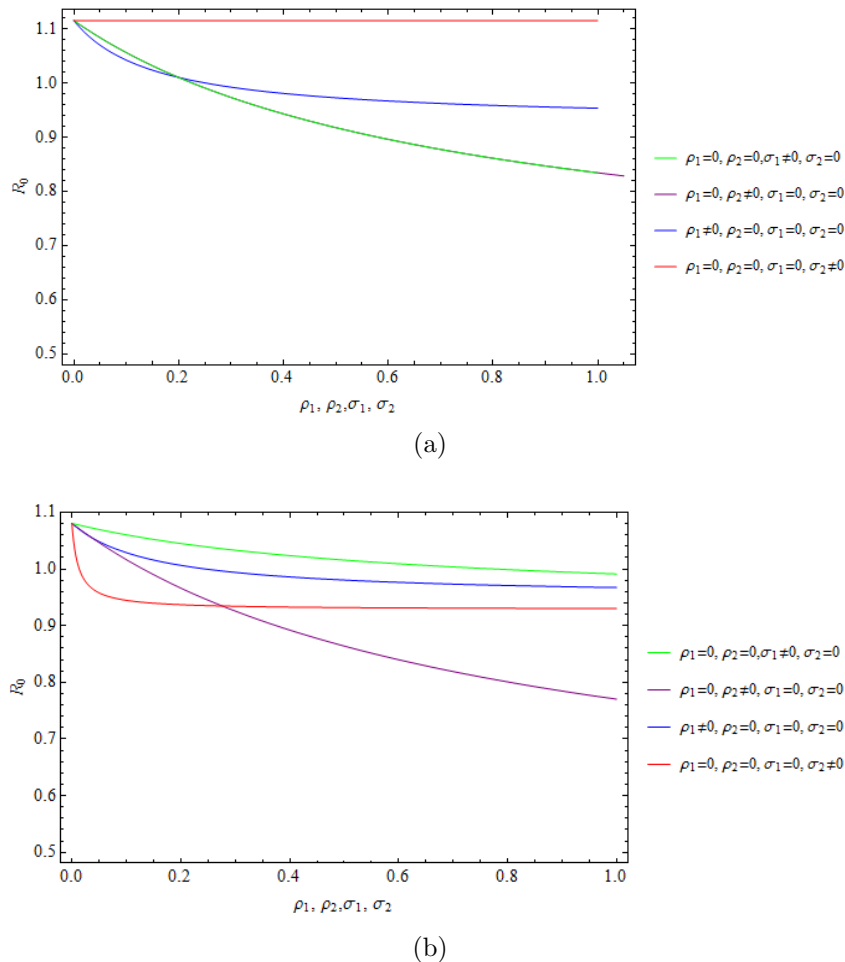 1.1
1.0
0.9
0.8
0.7
0.6
0.5
R₀
0.0 0.2 0.4 0.6 0.8 1.0
ρ₁, ρ₂,σ₁, σ₂
ρ₁=0, ρ₂=0,σ₁≠0, σ₂=0
ρ₁=0, ρ₂≠0, σ₁=0, σ₂=0
ρ₁≠0, ρ₂=0, σ₁=0, σ₂=0
ρ₁=0, ρ₂=0, σ₁=0, σ₂≠0
(a)
1.1
1.0
0.9
0.8
0.7
0.6
0.5
R₀
0.0 0.2 0.4 0.6 0.8 1.0
ρ₁, ρ₂,σ₁, σ₂
ρ₁=0, ρ₂=0,σ₁≠0, σ₂=0
ρ₁=0, ρ₂≠0, σ₁=0, σ₂=0
ρ₁≠0, ρ₂=0, σ₁=0, σ₂=0
ρ₁=0, ρ₂=0, σ₁=0, σ₂≠0
(b)